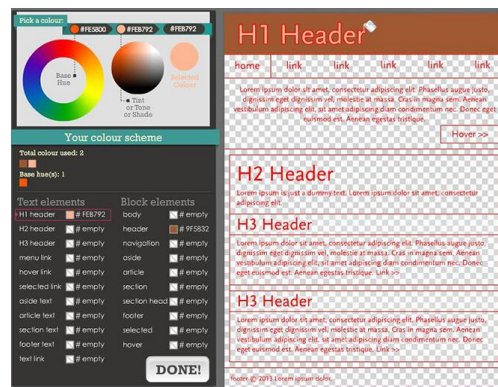 Pick a colour:
#FE5800
#FEB792
#FEB792
Base
Hue
Selected
Colour
Tint
or Tone
or Shade
Your colour scheme
Total colour used: 2
Base hue(s): 1
Text elements
H1 header # FEB792
H2 header # empty
H3 header # empty
menu link # empty
hover link # empty
selected link # empty
aside text # empty
article text # empty
section text # empty
footer text # empty
text link # empty
Block elements
body # empty
header # 9F5832
navigation # empty
aside # empty
article # empty
section # empty
section head # empty
footer # empty
selected # empty
hover # empty
DONE!
H1 Header
home link link link link link
Lorem ipsum dolor sit amet, consectetur adipiscing elit. Phasellus augue justo,
dignissim eget dignissim vel, molestie at massa. Cras in magna sem. Aenean
vestibulum adipiscing elit, sit amet adipiscing diam condimentum nec. Donec eget
euismod est. Aenean egestas tristique.
Hover >>
H2 Header
Lorem ipsum is just a dummy text. Lorem ipsum dolor sit amet, consectetur
adipiscing elit.
H3 Header
Lorem ipsum dolor sit amet, consectetur adipiscing elit. Phasellus augue justo,
dignissim eget dignissim vel, molestie at massa. Cras in magna sem. Aenean
vestibulum adipiscing elit, sit amet adipiscing diam condimentum nec. Donec
eget euismod est. Aenean egestas tristique. Link >>
H3 Header
Lorem ipsum dolor sit amet, consectetur adipiscing elit. Phasellus augue justo,
dignissim eget dignissim vel, molestie at massa. Cras in magna sem. Aenean
vestibulum adipiscing elit, sit amet adipiscing diam condimentum nec. Donec
eget euismod est. Aenean egestas tristique. Link >>
footer © 2013 Lorem ipsum dolor